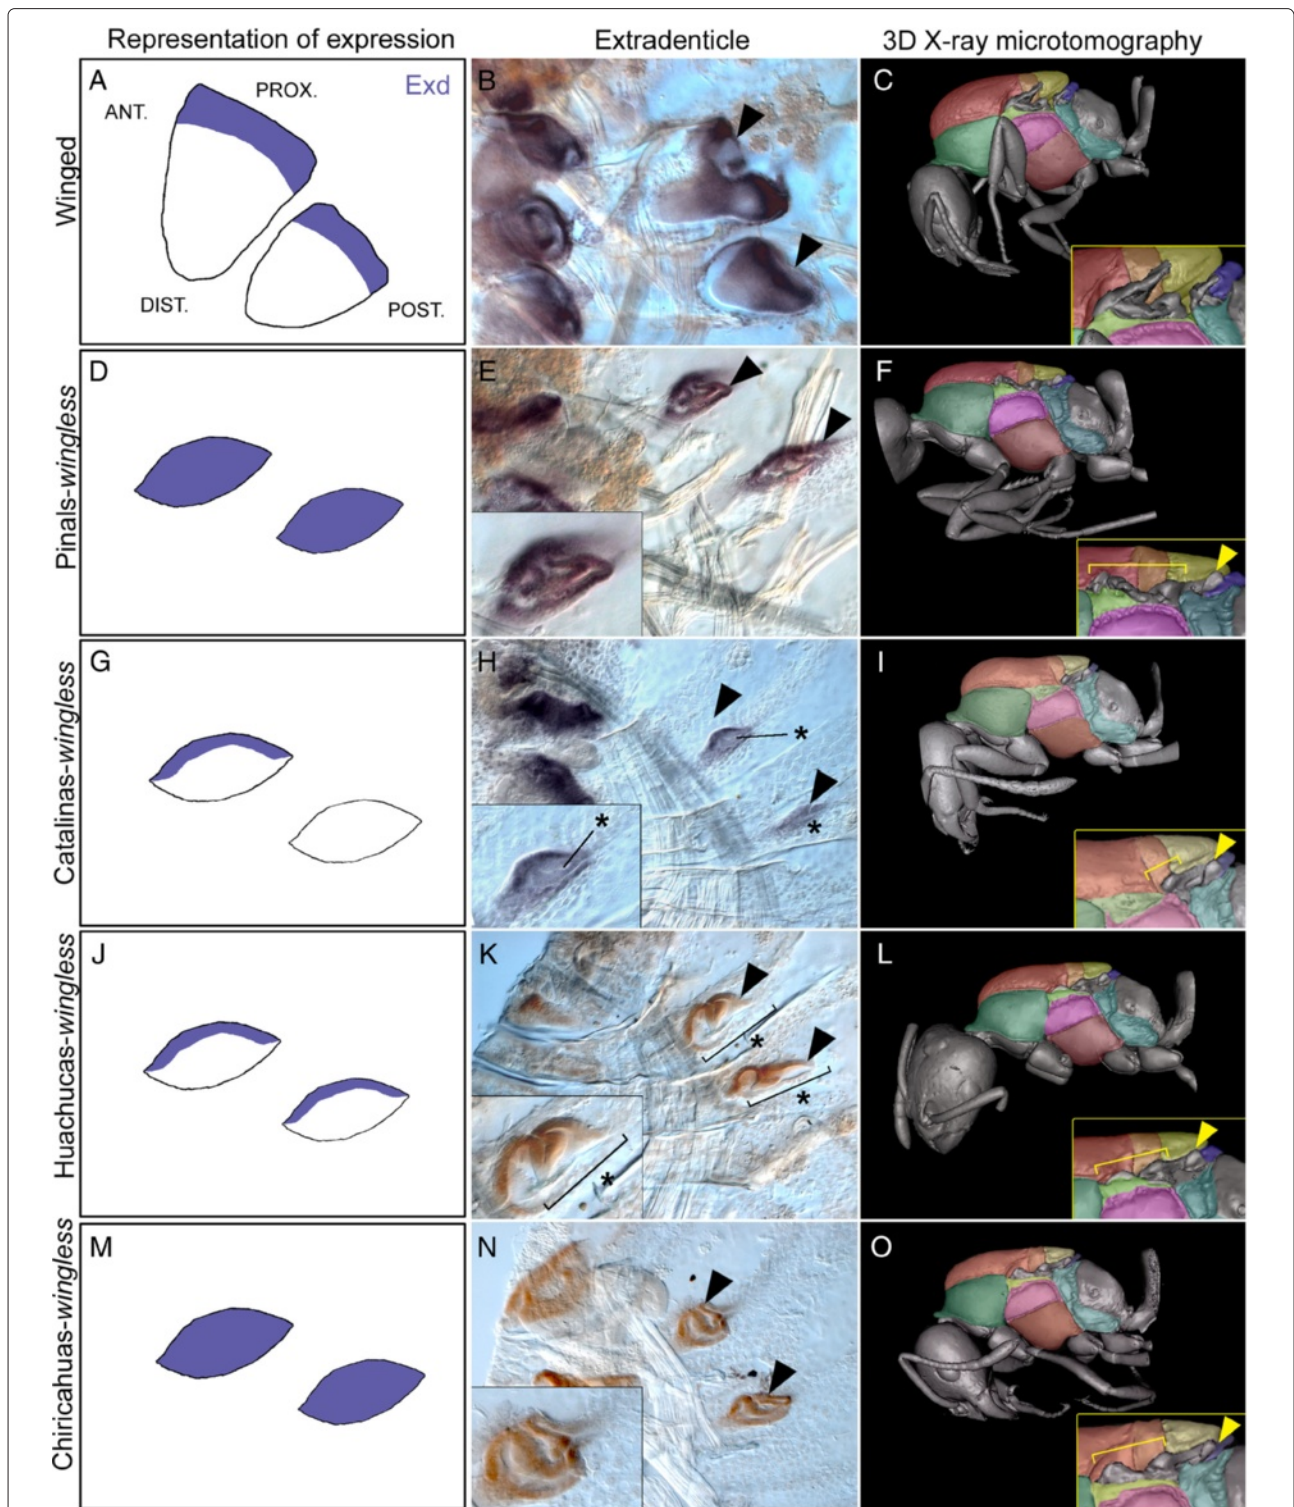 Representation of expression
Extradenticle
3D X-ray microtomography
Winged
A
Exd
ANT.
PROX.
DIST.
POST.
B
C
Pinals-wingless
D
E
F
Catalinas-wingless
G
H
*
*
*
I
Huachucas-wingless
J
K
*
*
*
L
Chiricahuas-wingless
M
N
O